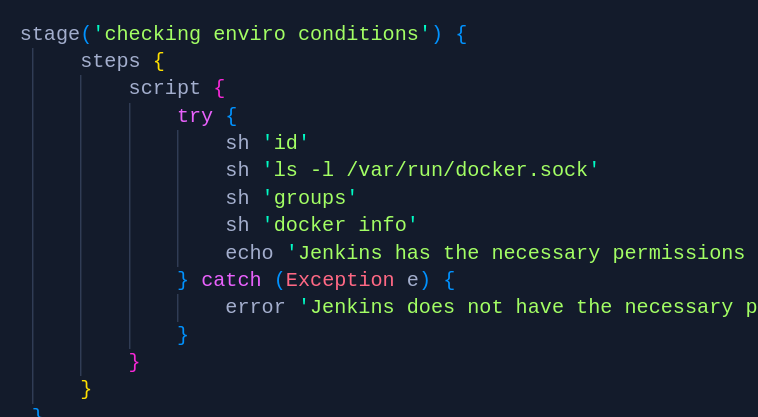 stage('checking enviro conditions') {
steps {
script {
try {
sh 'id'
sh 'ls -l /var/run/docker.sock'
sh 'groups'
sh 'docker info'
echo 'Jenkins has the necessary permissions
} catch (Exception e) {
error 'Jenkins does not have the necessary p
}
}
}
}